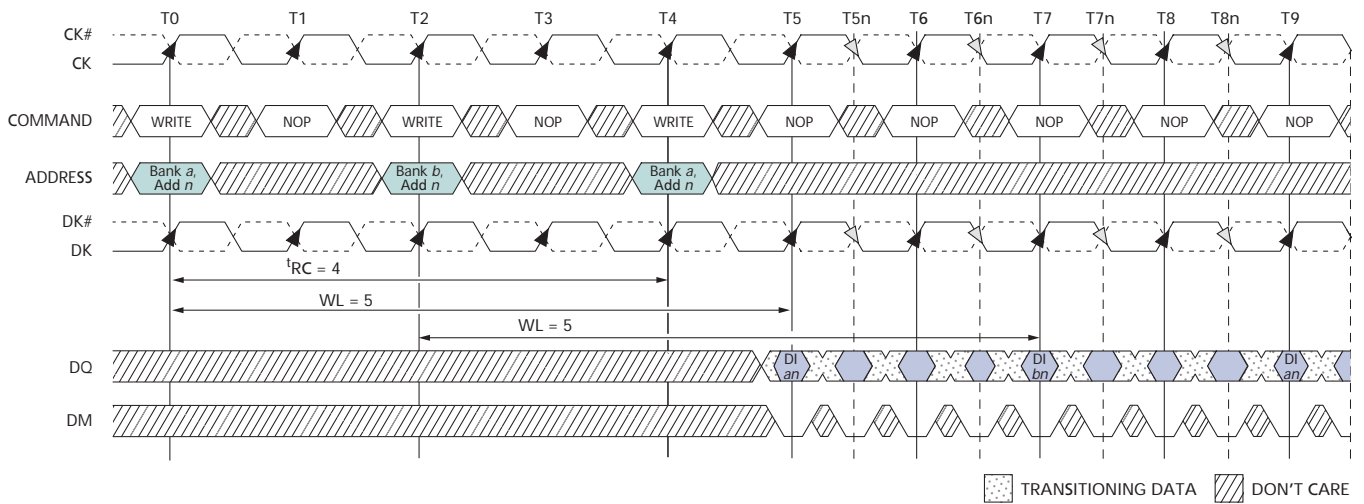 T0 T1 T2 T3 T4 T5 T5n T6 T6n T7 T7n T8 T8n T9
CK#
CK
COMMAND WRITE NOP WRITE NOP WRITE NOP NOP NOP NOP NOP
ADDRESS Bank a, Add n Bank b, Add n Bank a, Add n
DK#
DK
tRC = 4
WL = 5
WL = 5
DQ DI an DI bn DI an
DM
TRANSITIONING DATA DON'T CARE